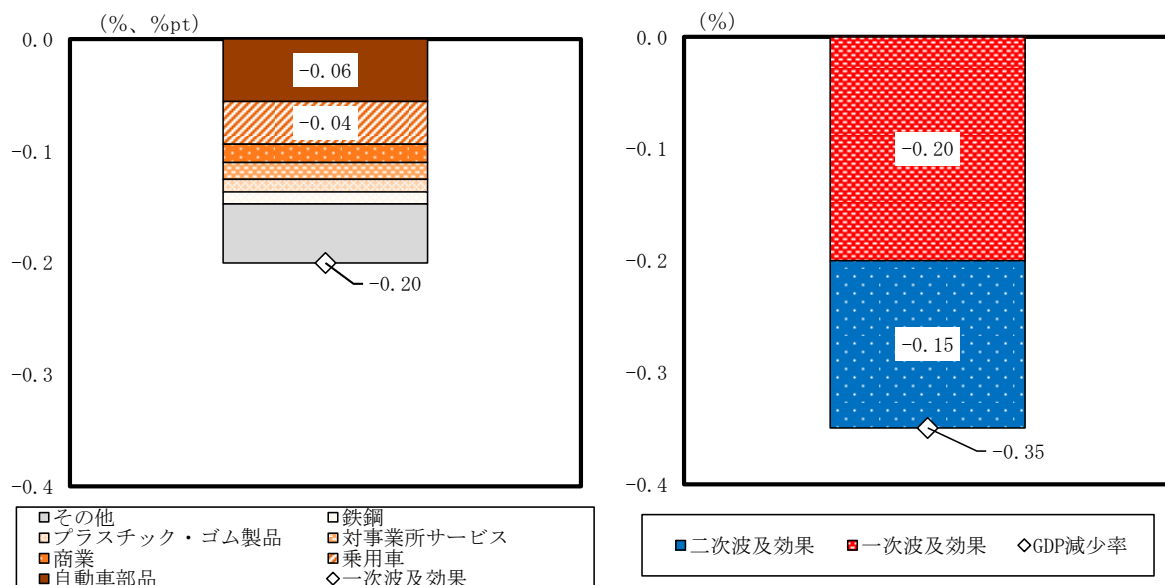 (%、%pt)
0.0
-0.1
-0.2
-0.3
-0.4
-0.06
-0.04
-0.20
□その他 □鉄鋼
□プラスチック・ゴム製品 □対事業所サービス
■商業 □乗用車
■自動車部品 ◇一次波及効果
(%)
0.0
-0.1
-0.2
-0.3
-0.4
-0.20
-0.15
-0.35
■二次波及効果 ■一次波及効果 ◇GDP減少率